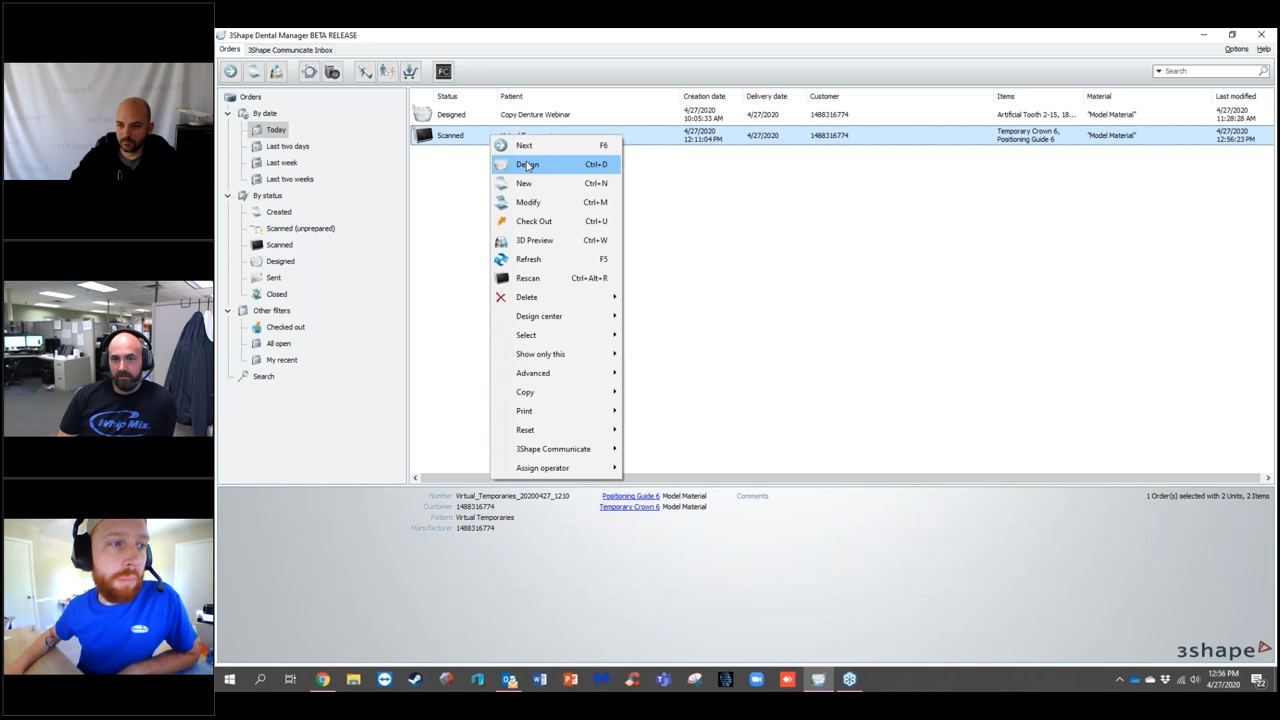 3Shape Dental Manager BETA RELEASE
Orders 3Shape Communicate Inbox
Options Help
FC
Search
Orders
By date
Today
Last two days
Last week
Last two weeks
By status
Created
Scanned (unprepared)
Scanned
Designed
Sent
Closed
Other filters
Checked out
All open
My recent
Search
Status Patient Creation date Delivery date Customer Items Material Last modified
Designed Copy Denture Webinar 4/27/2020 10:05:33 AM 4/27/2020 1488316774 Artificial Tooth 2-15, 18... "Model Material" 4/27/2020 11:28:28 AM
Scanned 4/27/2020 12:11:04 PM 4/27/2020 1488316774 Temporary Crown 6, Positioning Guide 6 "Model Material" 4/27/2020 12:56:23 PM
Next F6
Design Ctrl+D
New Ctrl+N
Modify Ctrl+M
Check Out Ctrl+U
3D Preview Ctrl+W
Refresh F5
Rescan Ctrl+Alt+R
Delete
Design center
Select
Show only this
Advanced
Copy
Print
Reset
3Shape Communicate
Assign operator
Number Virtual_Temporaries_20200427_1210
Customer 1488316774
Patient Virtual Temporaries
Manufacturer 1488316774
Positioning Guide 6 Model Material
Temporary Crown 6 Model Material
Comments
1 Order(s) selected with 2 Units, 2 Items
3shape
12:56 PM
4/27/2020
22
3shape
Whip Mix